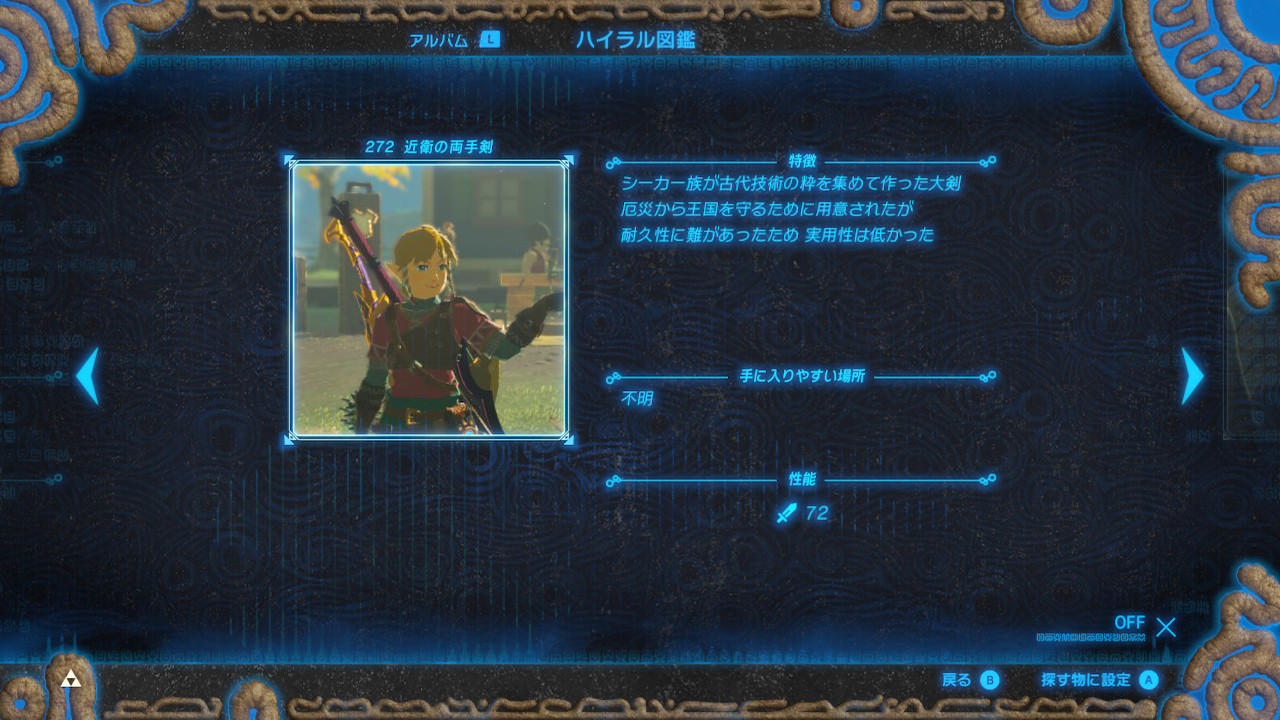 アルバム L
ハイラル図鑑
272 近衛の両手剣
特徴
シーカー族が古代技術の粋を集めて作った大剣
厄災から王国を守るために用意されたが
耐久性に難があったため 実用性は低かった
手に入りやすい場所
不明
性能
72
OFF
戻る B
探す物に設定 A